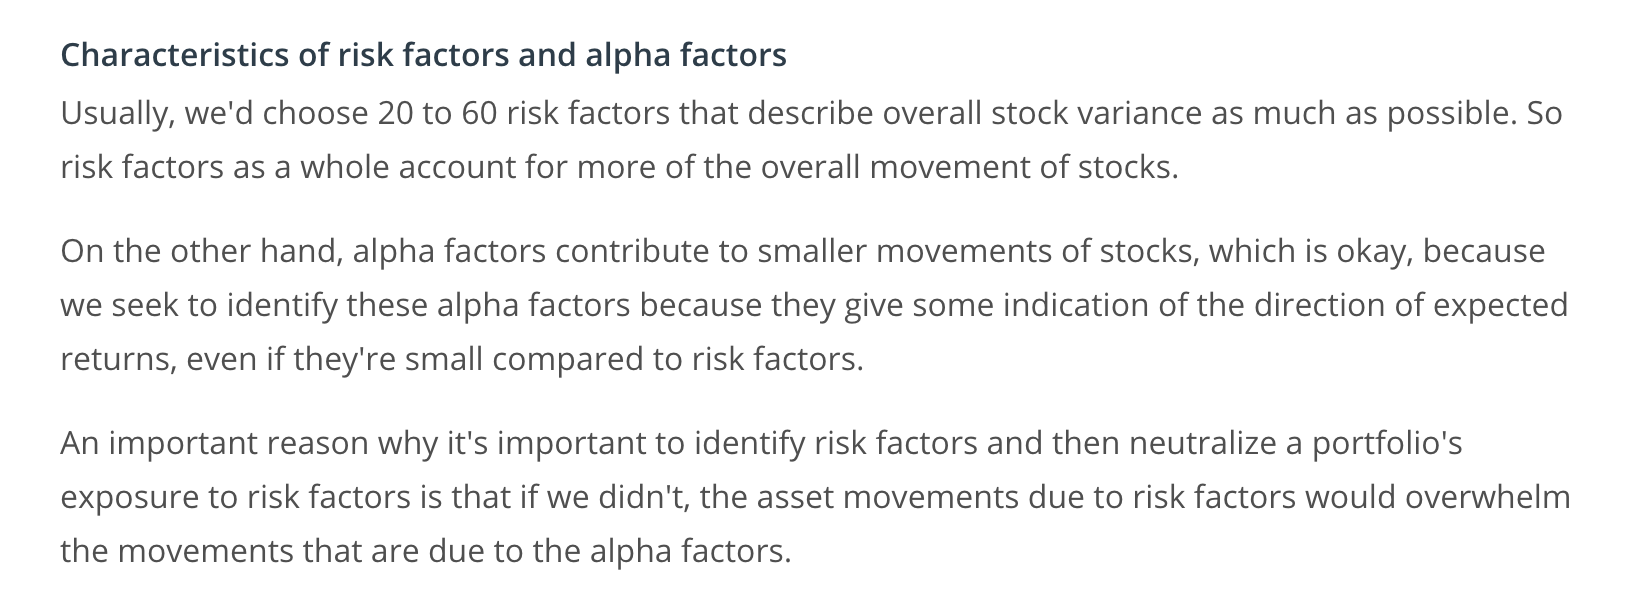 Characteristics of risk factors and alpha factors
Usually, we'd choose 20 to 60 risk factors that describe overall stock variance as much as possible. So
risk factors as a whole account for more of the overall movement of stocks.
On the other hand, alpha factors contribute to smaller movements of stocks, which is okay, because
we seek to identify these alpha factors because they give some indication of the direction of expected
returns, even if they're small compared to risk factors.
An important reason why it's important to identify risk factors and then neutralize a portfolio's
exposure to risk factors is that if we didn't, the asset movements due to risk factors would overwhelm
the movements that are due to the alpha factors.